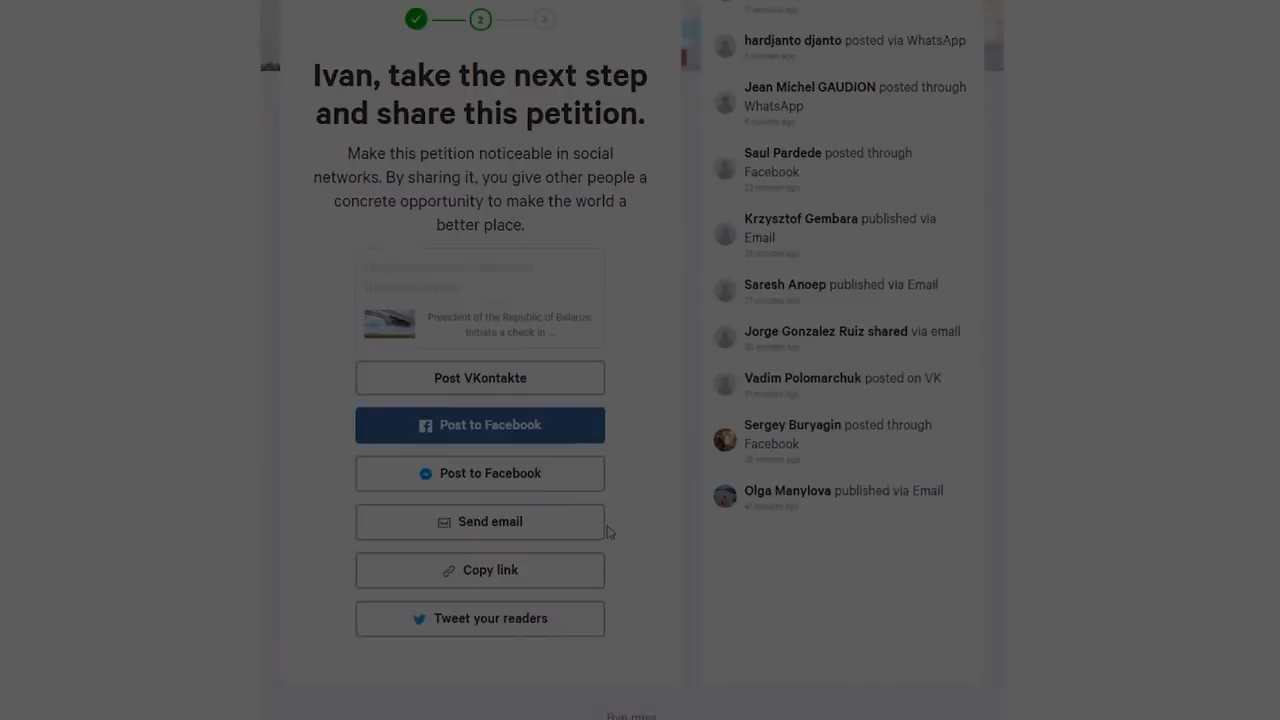 2
3
Ivan, take the next step
and share this petition.
Make this petition noticeable in social
networks. By sharing it, you give other people a
concrete opportunity to make the world a
better place.
President of the Republic of Belarus:
Initiate a check in ...
Post VKontakte
Post to Facebook
Post to Facebook
Send email
Copy link
Tweet your readers
hardjanto djanto posted via WhatsApp
Jean Michel GAUDION posted through
WhatsApp
Saul Pardede posted through
Facebook
Krzysztof Gembara published via
Email
Saresh Anoep published via Email
Jorge Gonzalez Ruiz shared via email
Vadim Polomarchuk posted on VK
Sergey Buryagin posted through
Facebook
Olga Manylova published via Email